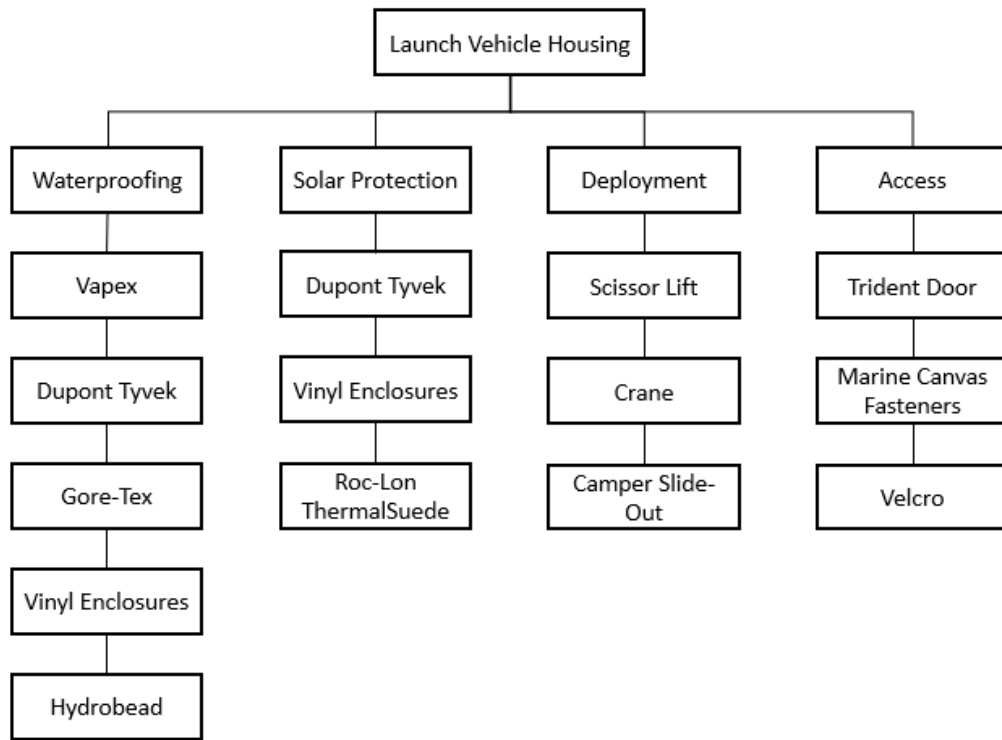 Launch Vehicle Housing
Waterproofing
Solar Protection
Deployment
Access
Vapex
Dupont Tyvek
Scissor Lift
Trident Door
Dupont Tyvek
Vinyl Enclosures
Crane
Marine Canvas
Fasteners
Gore-Tex
Roc-Lon
ThermalSuede
Camper Slide-
Out
Velcro
Vinyl Enclosures
Hydrobead